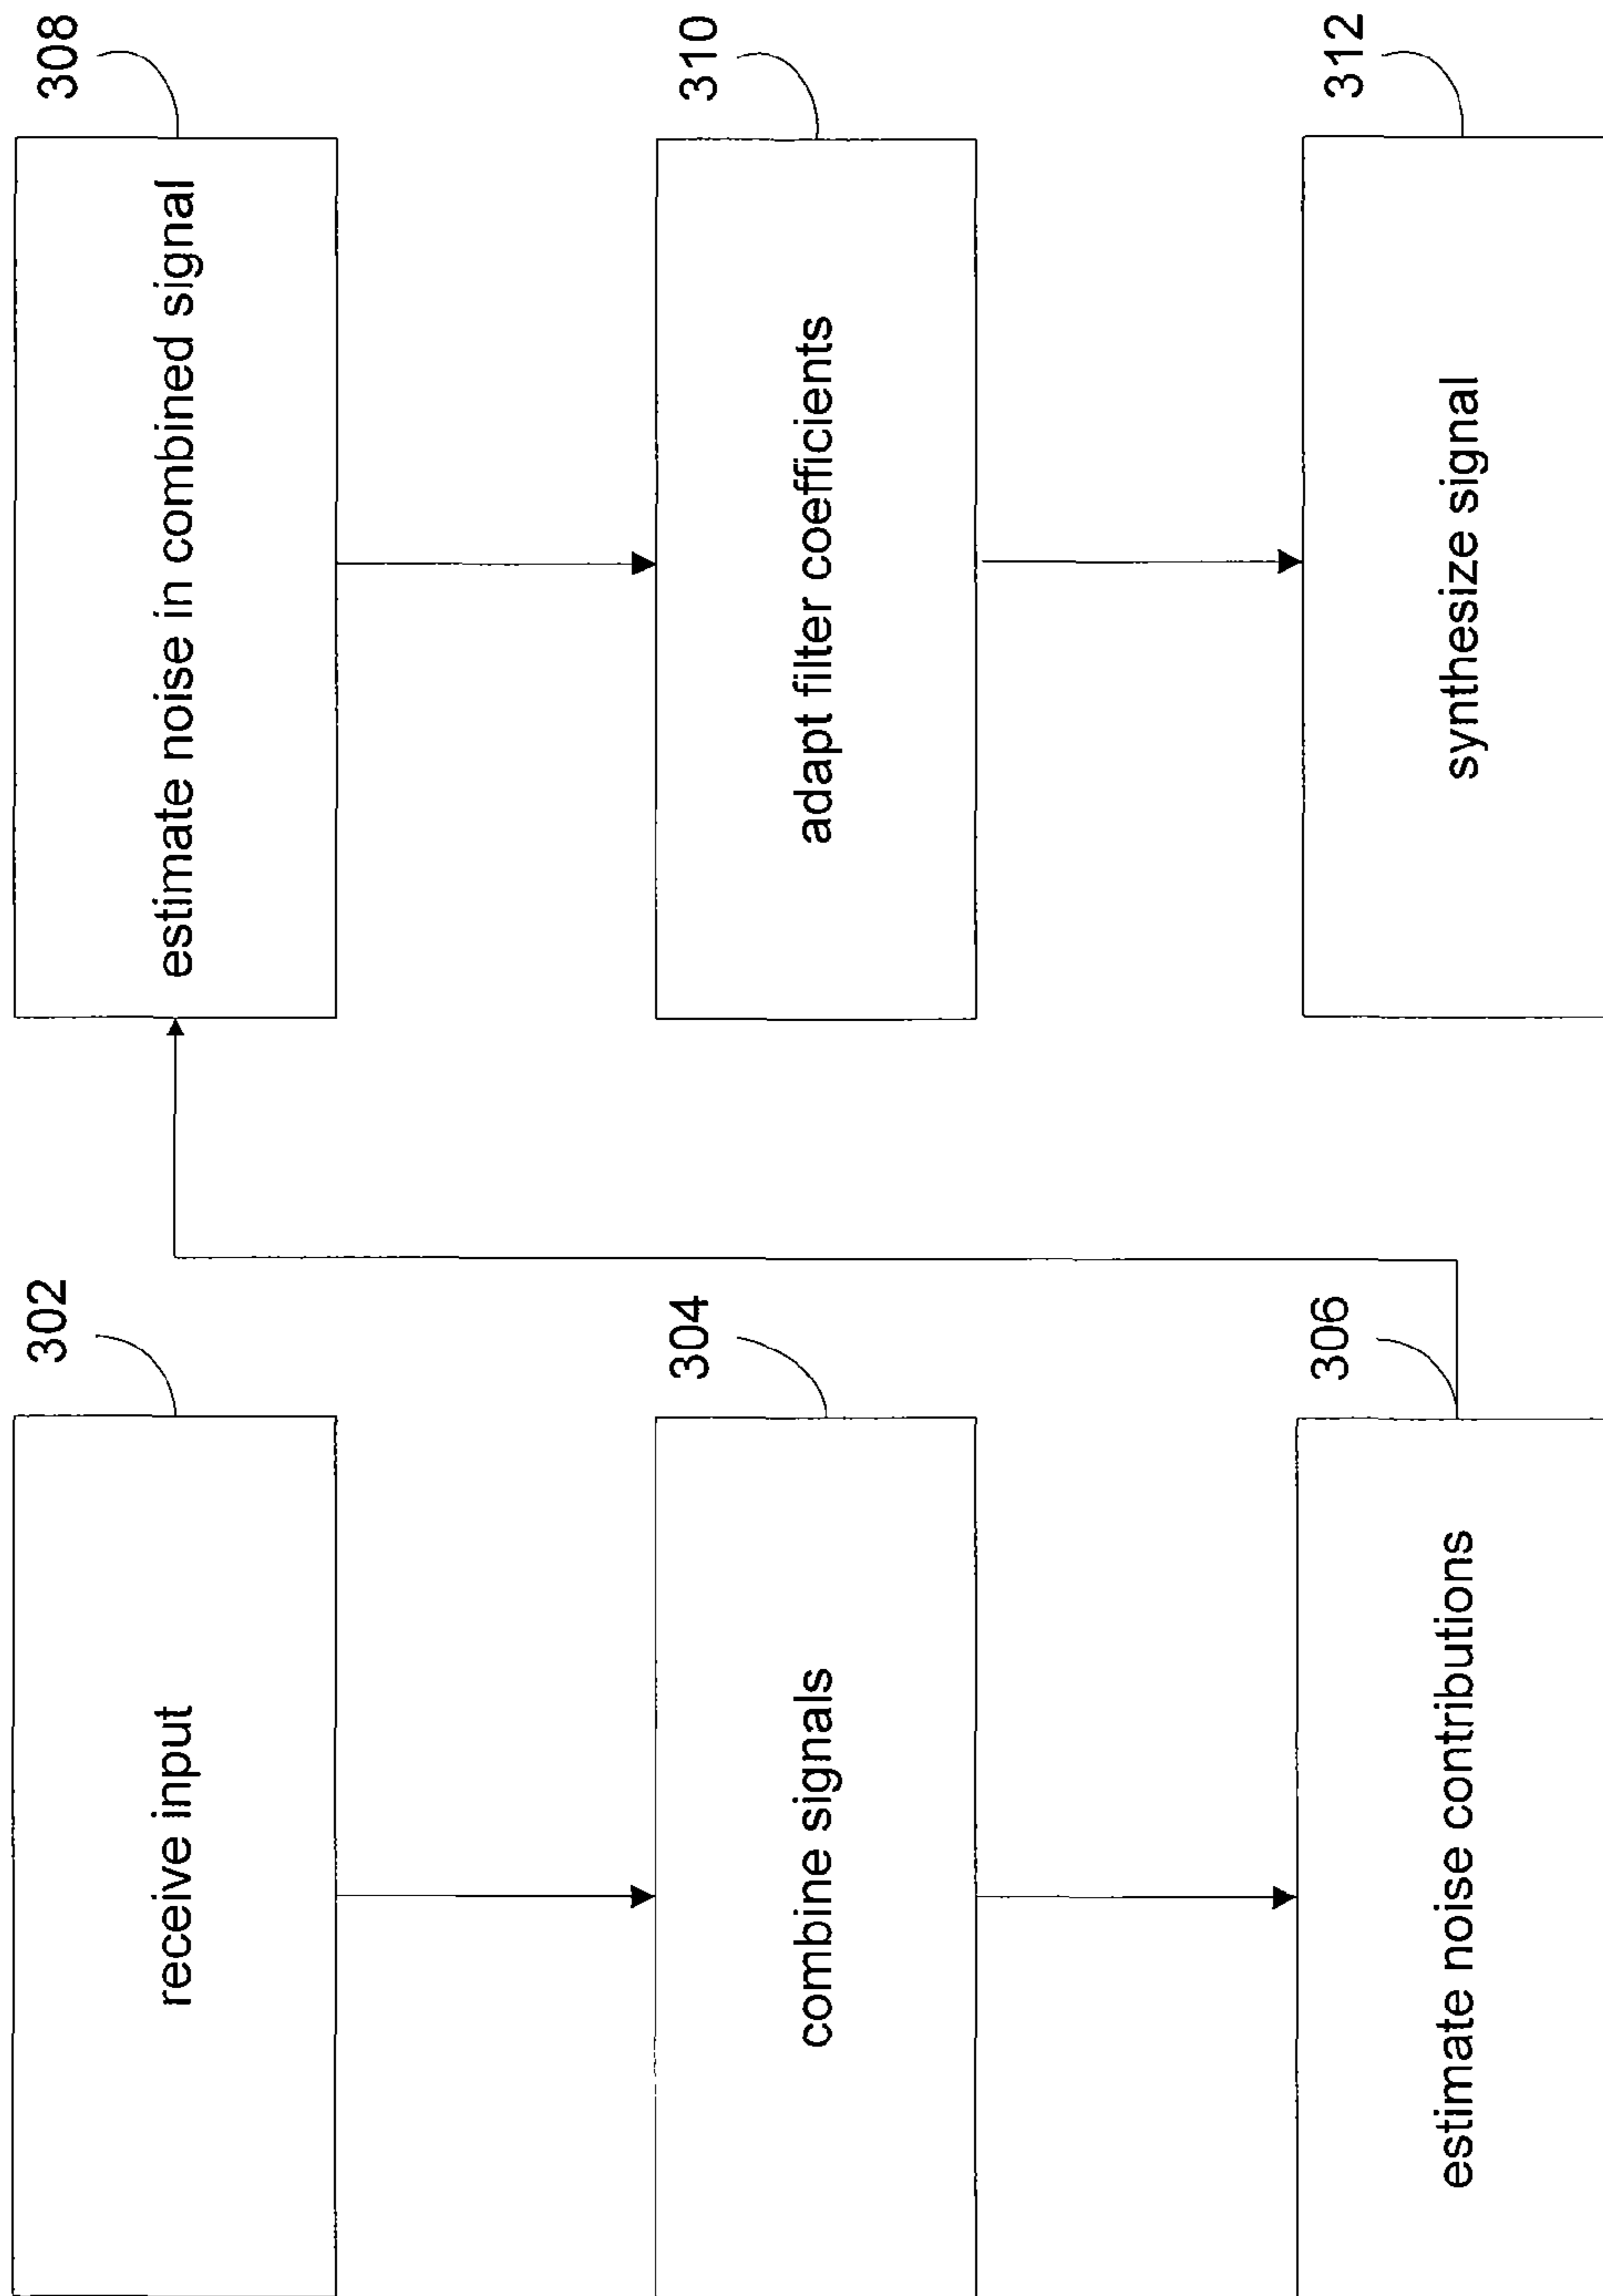 302
receive input
304
combine signals
306
estimate noise contributions
308
estimate noise in combined signal
310
adapt filter coefficients
312
synthesize signal